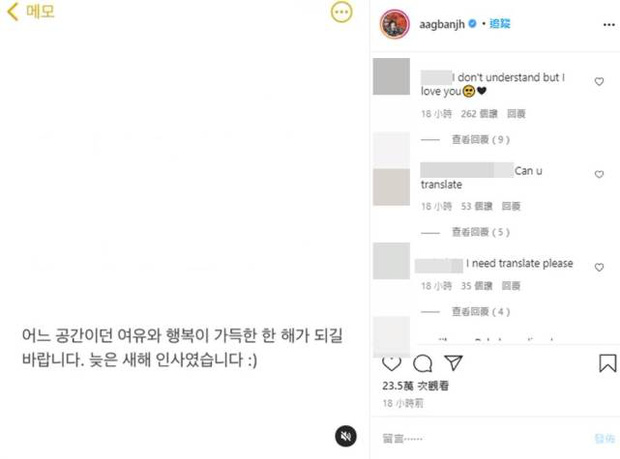 메모
어느 공간이던 여유와 행복이 가득한 한 해가 되길
바랍니다. 늦은 새해 인사였습니다 :)
aagbanjh • 追蹤
I don't understand but I
love you🥺🖤
18 小時 262 個讚 回覆
查看回覆（9）
Can u
translate
18 小時 53 個讚 回覆
查看回覆（5）
I need translate please
18 小時 35 個讚 回覆
查看回覆（4）
23.5萬 次觀看
18 小時前
留言⋯⋯ 發佈